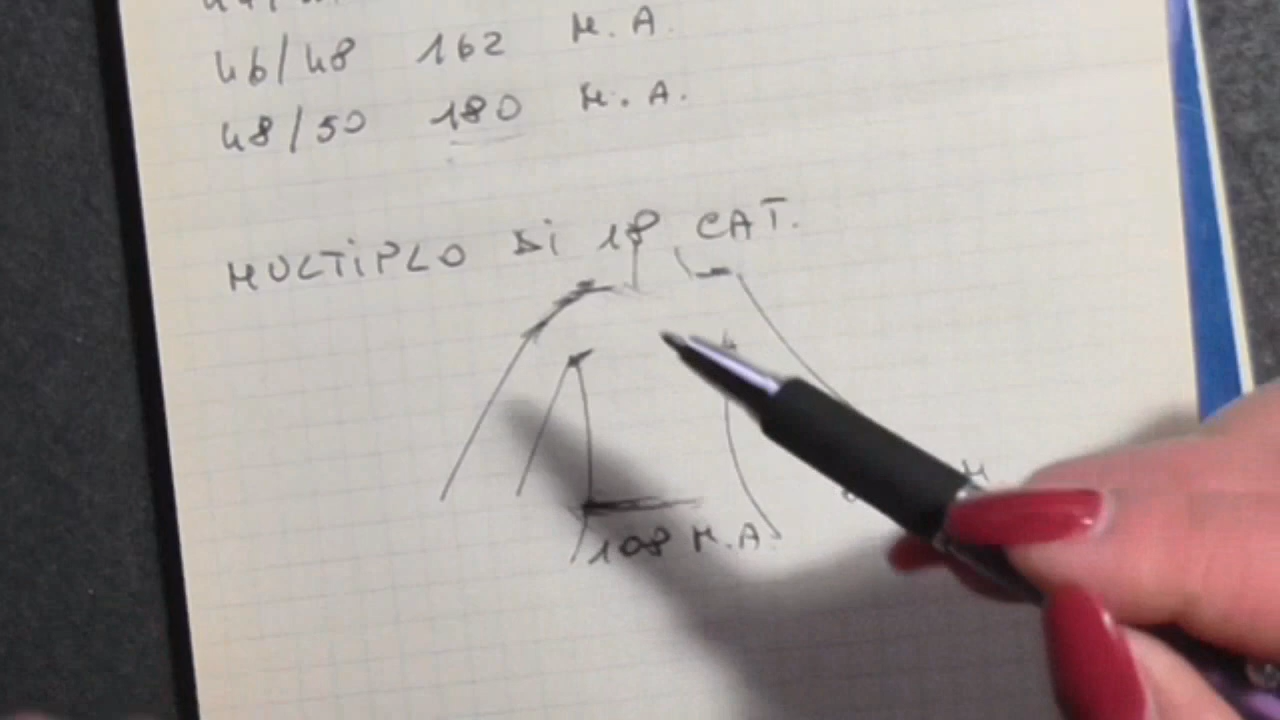 46/48 162 M.A.
48/50 180 M.A.
MULTIPLO Di 18 CAT.
108 M.A.